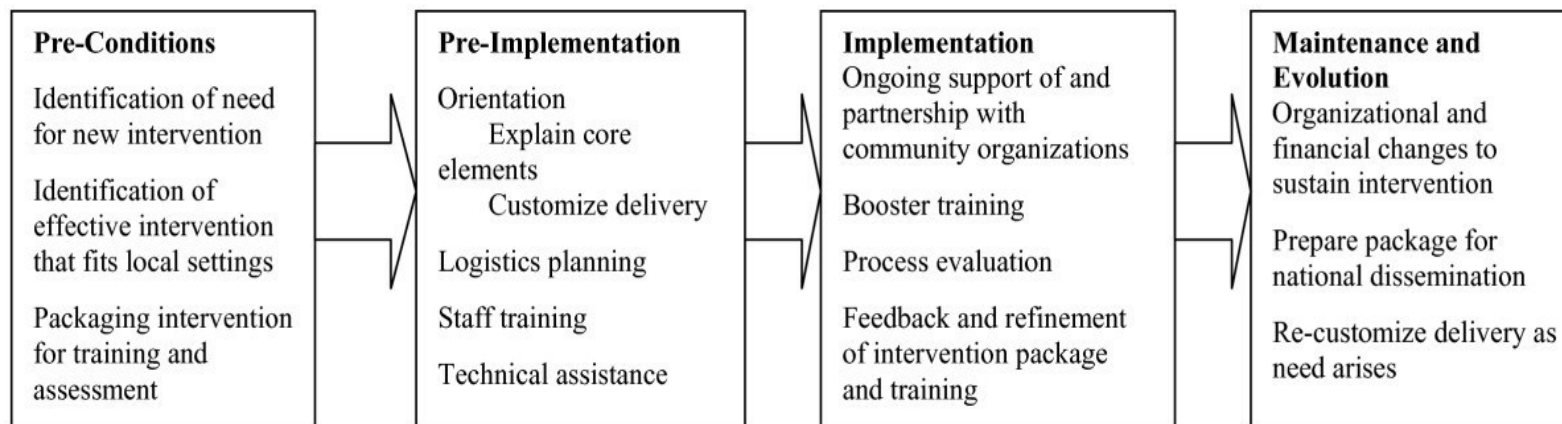 Pre-Conditions
Identification of need
for new intervention
Identification of
effective intervention
that fits local settings
Packaging intervention
for training and
assessment
Pre-Implementation
Orientation
Explain core
elements
Customize delivery
Logistics planning
Staff training
Technical assistance
Implementation
Ongoing support of and
partnership with
community organizations
Booster training
Process evaluation
Feedback and refinement
of intervention package
and training
Maintenance and
Evolution
Organizational and
financial changes to
sustain intervention
Prepare package for
national dissemination
Re-customize delivery as
need arises